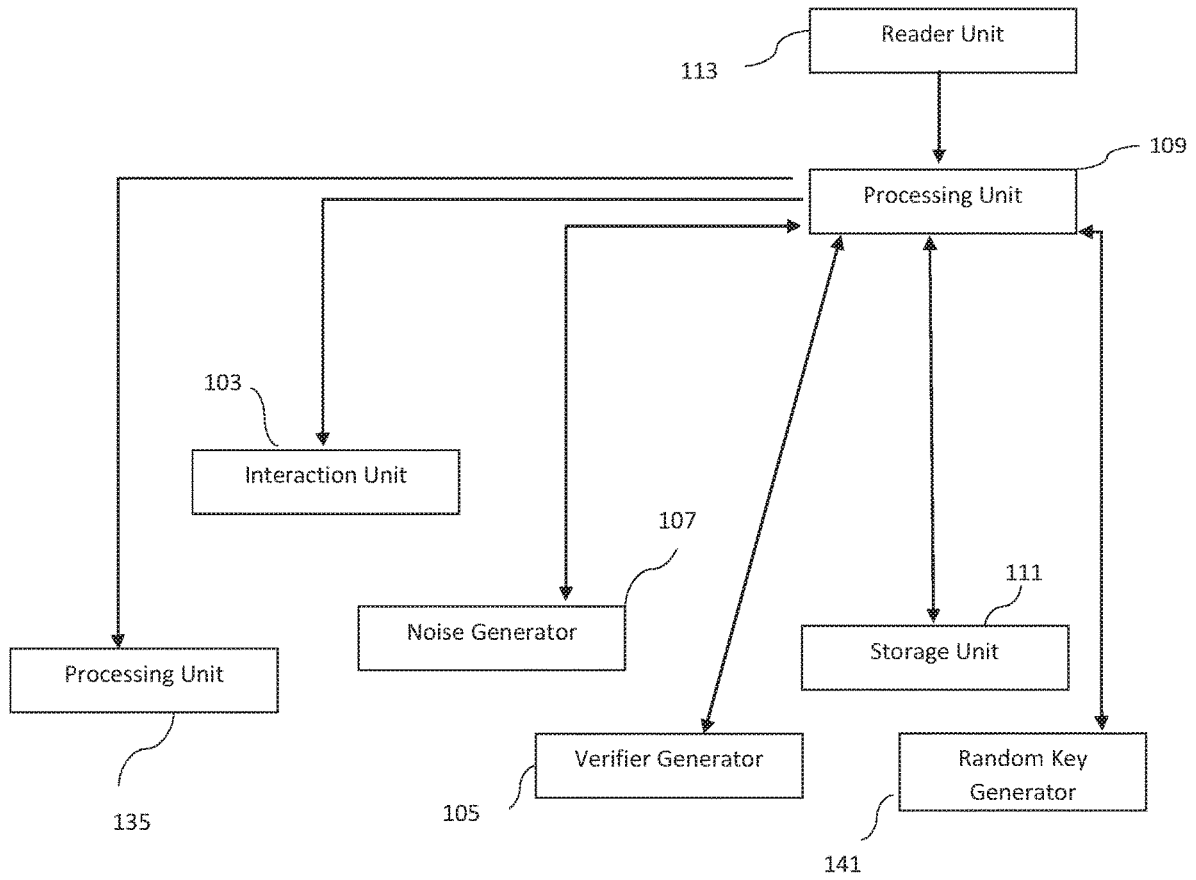 Reader Unit
113
109
Processing Unit
103
Interaction Unit
107
Noise Generator
111
Storage Unit
Processing Unit
135
Verifier Generator
105
Random Key
Generator
141